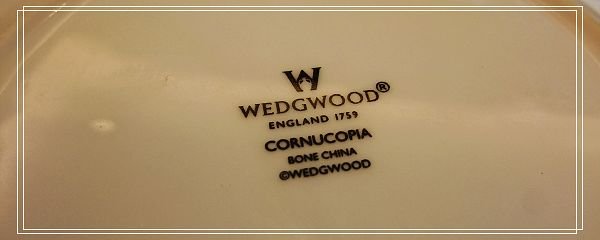 W
WEDGWOOD®
ENGLAND 1759
CORNUCOPIA
BONE CHINA
©WEDGWOOD